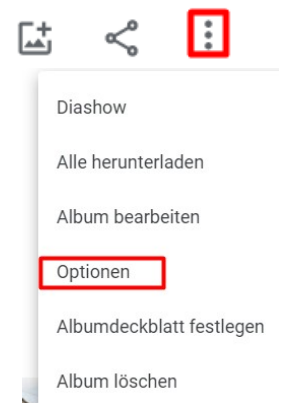 Diashow
Alle herunterladen
Album bearbeiten
Optionen
Albumdeckblatt festlegen
Album löschen